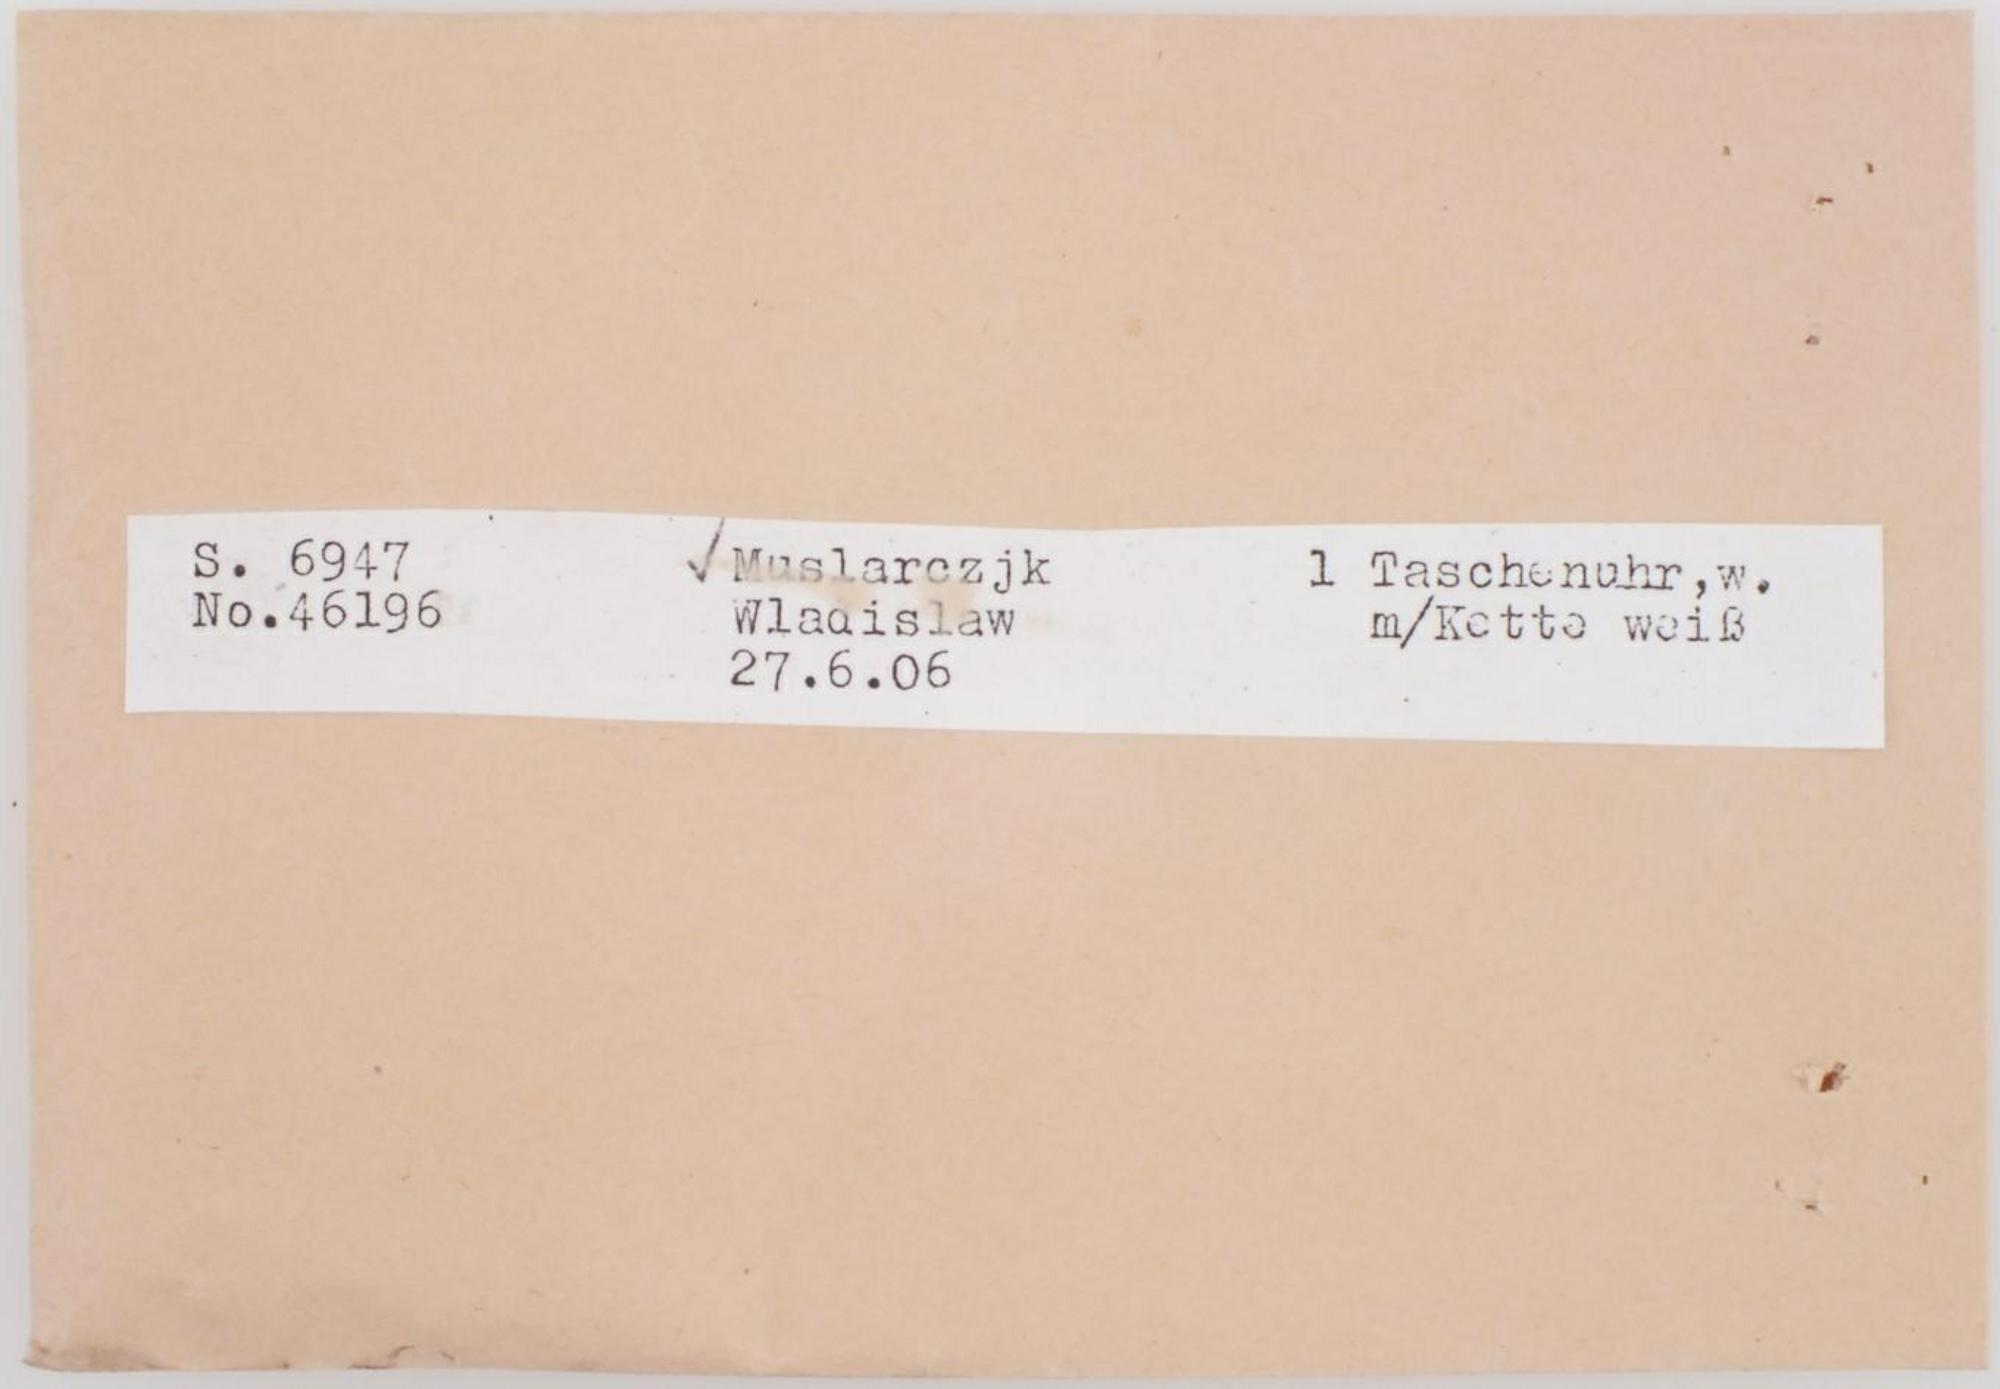 S. 6947
No.46196
✓ Muslarczjk
Wladislaw
27.6.06
1 Taschenuhr,w.
m/Kette weiß